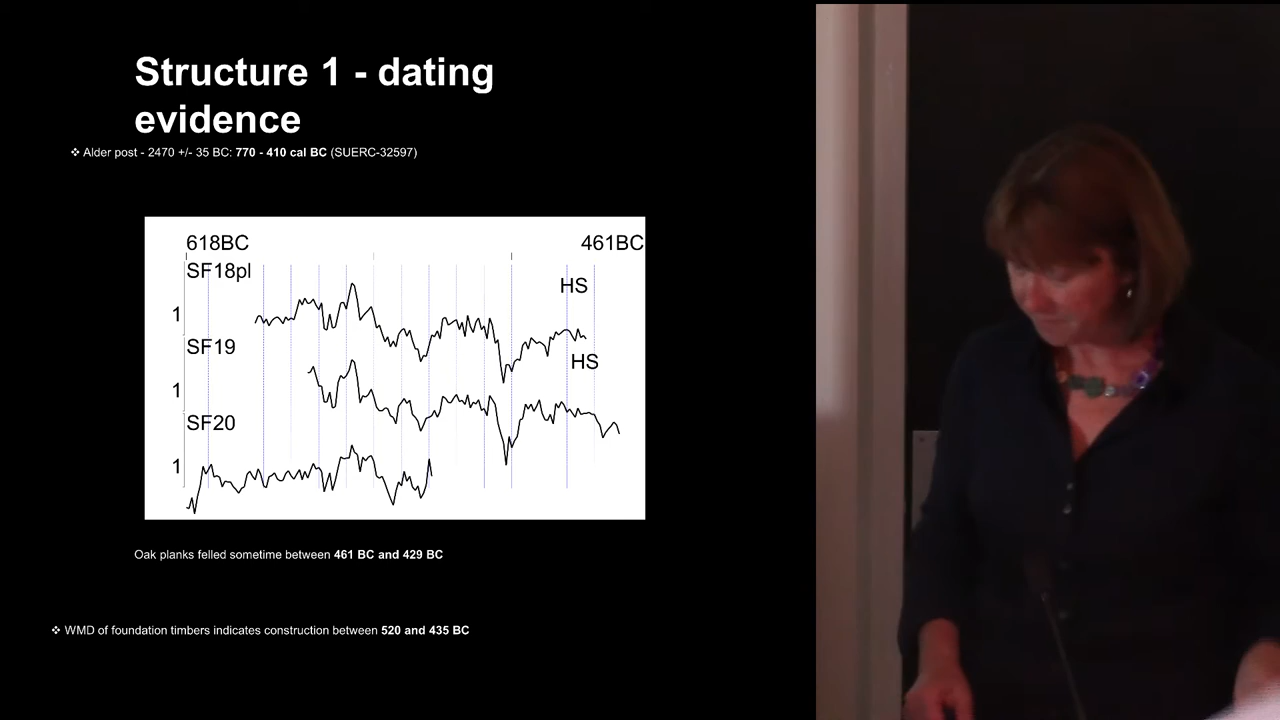 Structure 1 - dating
evidence
❖ Alder post - 2470 +/- 35 BC: 770 - 410 cal BC (SUERC-32597)
618BC 461BC
SF18pl
HS
1
SF19
HS
1
SF20
1
Oak planks felled sometime between 461 BC and 429 BC
❖ WMD of foundation timbers indicates construction between 520 and 435 BC